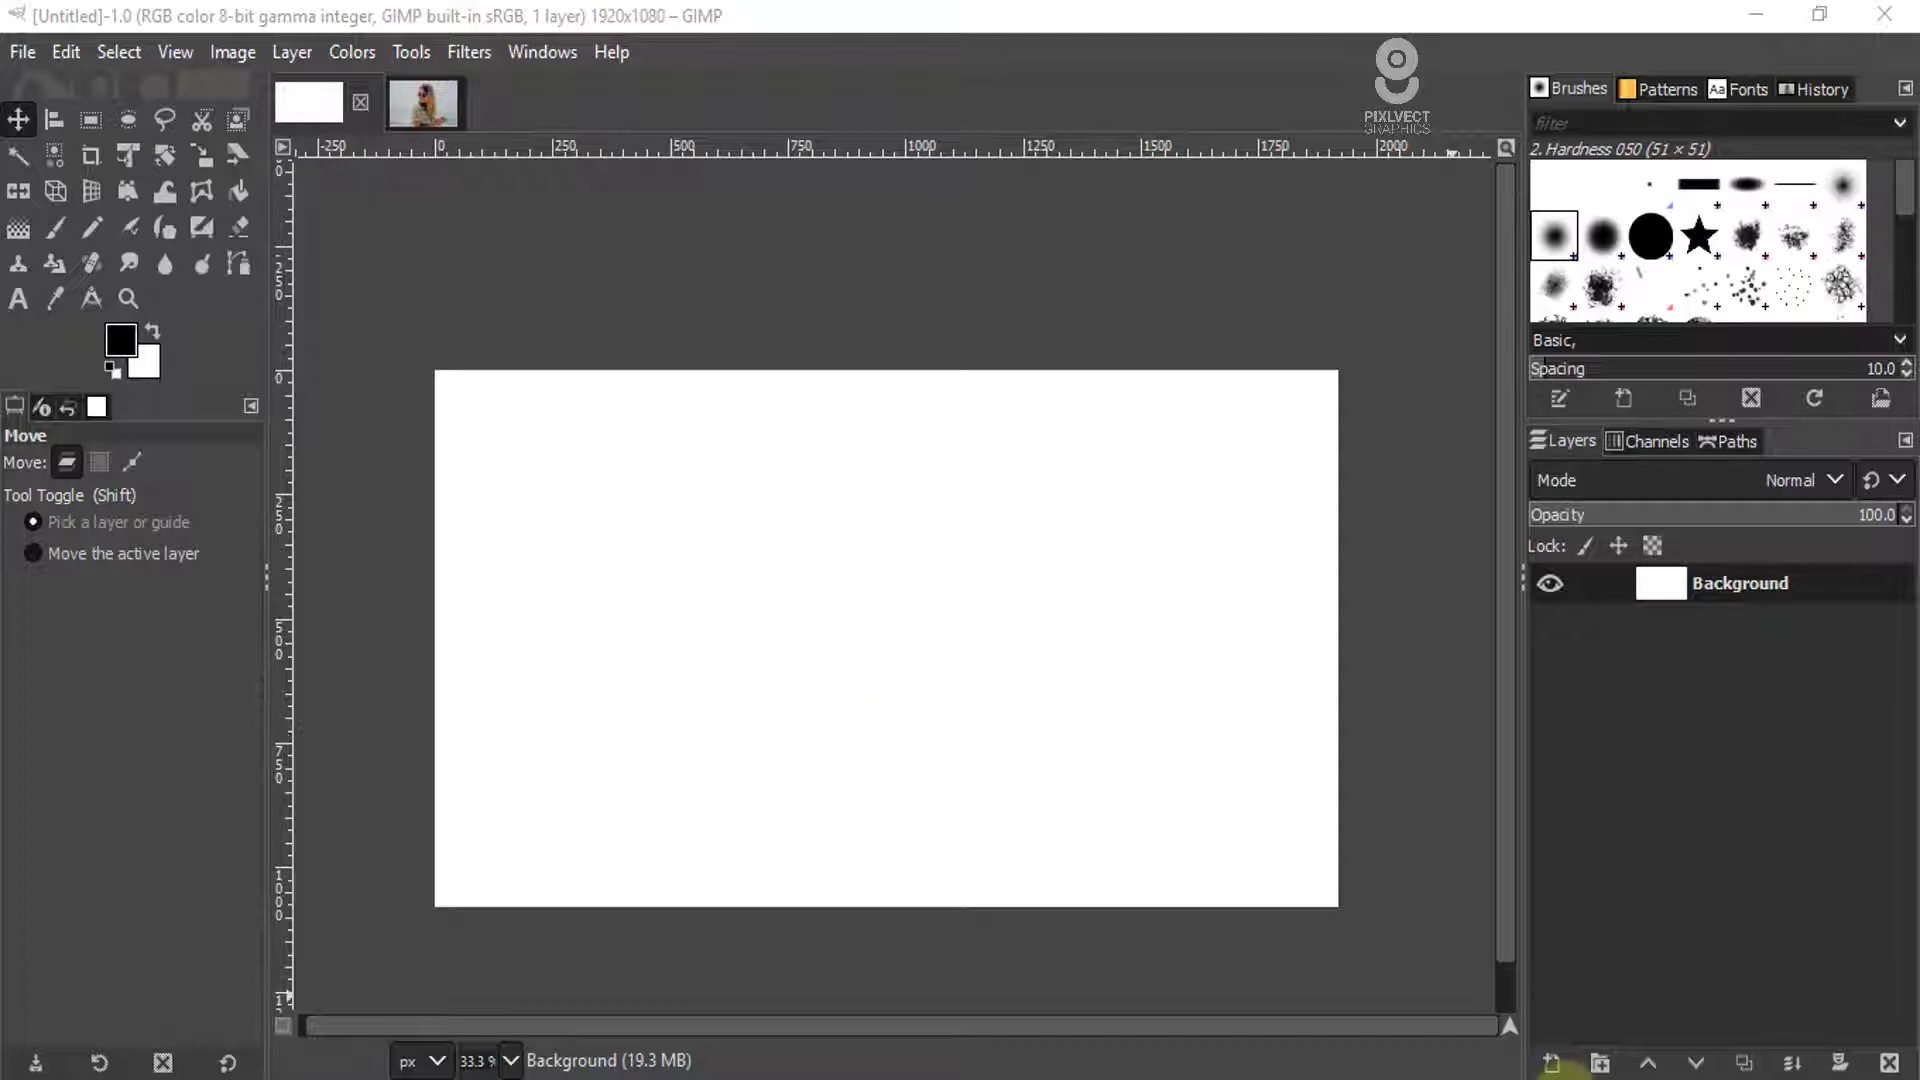 [Untitled]-1.0 (RGB color 8-bit gamma integer, GIMP built-in sRGB, 1 layer) 1920x1080 – GIMP
File Edit Select View Image Layer Colors Tools Filters Windows Help
PIXLVECT
GRAPHICS
Brushes Patterns Aa Fonts History
filter
2. Hardness 050 (51 × 51)
-250 0 250 500 750 1000 1250 1500 1750 2000
0
250
0
250
500
750
1000
Basic,
Spacing 10.0
Move
Move:
Tool Toggle (Shift)
Pick a layer or guide
Move the active layer
Layers Channels Paths
Mode Normal
Opacity 100.0
Lock:
Background
px 33.3 % Background (19.3 MB)